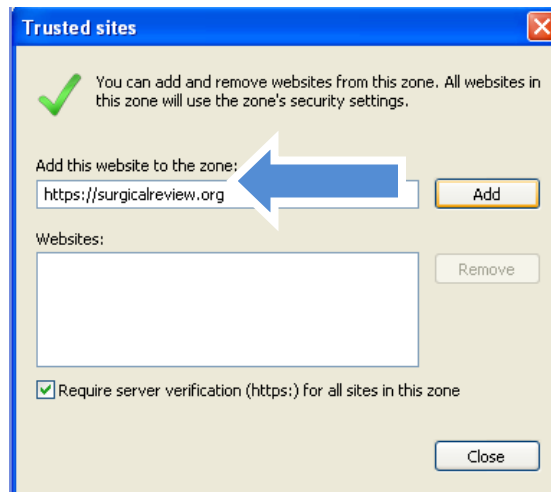 Trusted sites
You can add and remove websites from this zone. All websites in
this zone will use the zone's security settings.
Add this website to the zone:
https://surgicalreview.org
Add
Websites:
Remove
Require server verification (https:) for all sites in this zone
Close